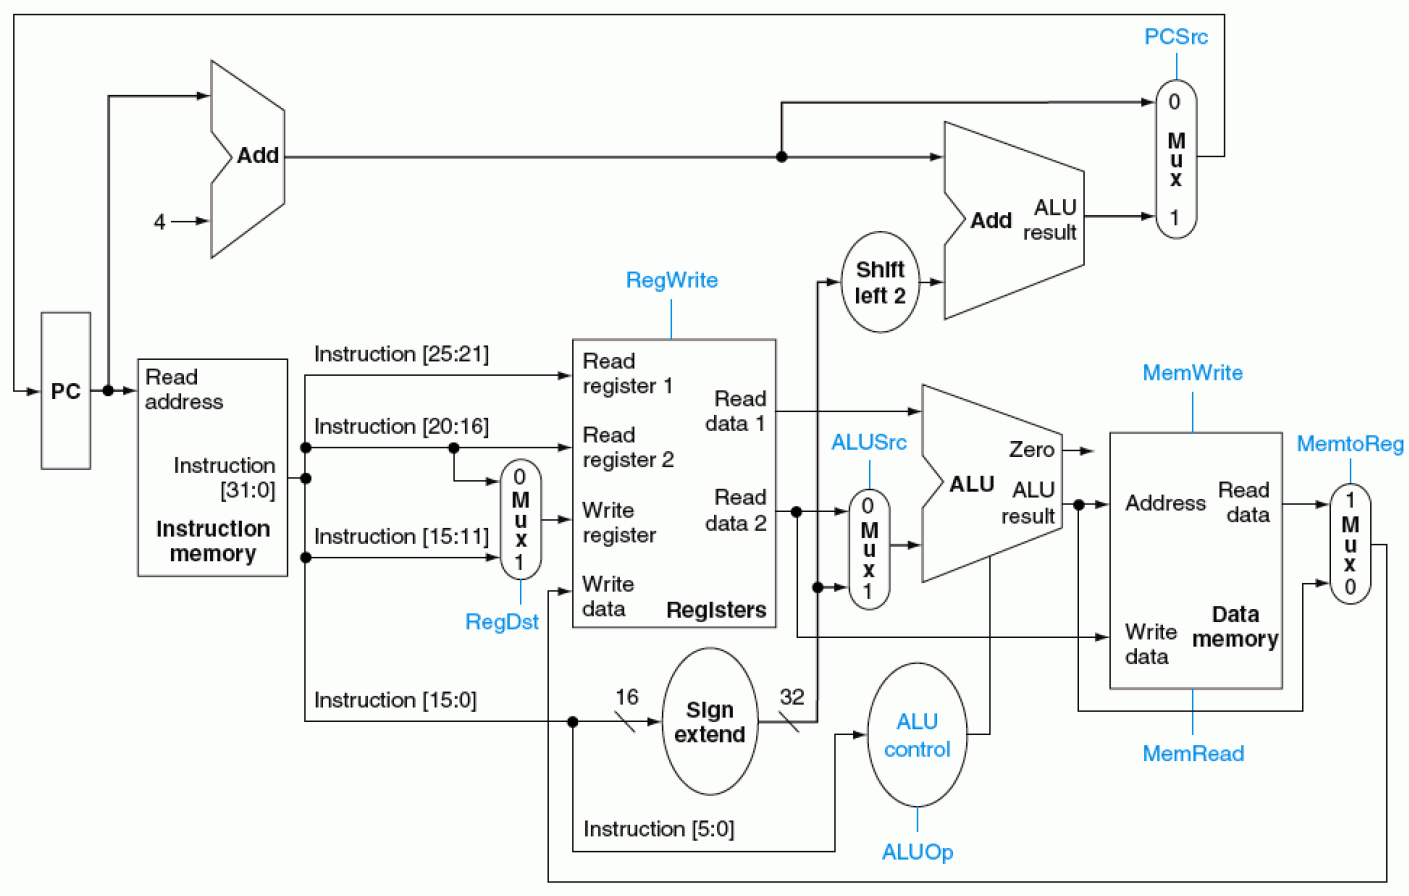 PCSrc
0
M
u
x
1
Add
4
Add
ALU
result
Shift
left 2
RegWrite
PC
Read
address
Instruction
[31:0]
Instruction
memory
Instruction [25:21]
Instruction [20:16]
Instruction [15:11]
Instruction [15:0]
0
M
u
x
1
RegDst
Read
register 1
Read
register 2
Write
register
Write
data
Read
data 1
Read
data 2
Registers
ALUSrc
0
M
u
x
1
Zero
ALU
ALU
result
MemWrite
Address
Read
data
Write
data
Data
memory
MemRead
MemtoReg
1
M
u
x
0
16
Sign
extend
32
ALU
control
Instruction [5:0]
ALUOp